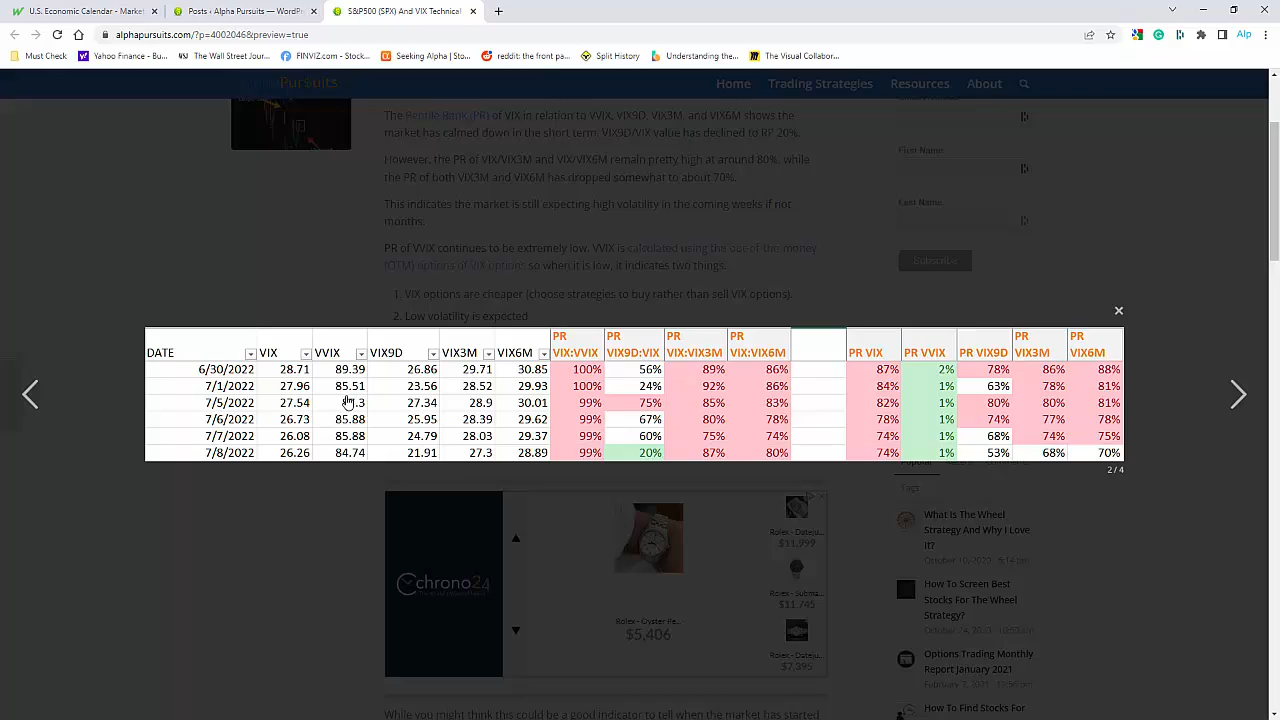 U.S. Economic Calendar - Market
Posts ‹ Alpha Pursuits — WordPr
S&P500 (SPX) And VIX Technical
alphapursuits.com/?p=4002046&preview=true
Alp
Must Check
Yahoo Finance - Bu...
The Wall Street Jour...
FINVIZ.com - Stock...
Seeking Alpha | Sto...
reddit: the front pa...
Split History
Understanding the...
The Visual Collabor...
Pursuits
Home
Trading Strategies
Resources
About
The Pentile Rank (PR) of VIX in relation to VVIX, VIX9D, VIX3M, and VIX6M shows the
market has calmed down in the short term. VIX9D/VIX value has declined to RP 20%.
However, the PR of VIX/VIX3M and VIX/VIX6M remain pretty high at around 80%, while
the PR of both VIX3M and VIX6M has dropped somewhat to about 70%.
This indicates the market is still expecting high volatility in the coming weeks if not
months.
PR of VVIX continues to be extremely low. VVIX is calculated using the out-of-the-money
(OTM) options of VIX options so when it is low, it indicates two things:
1. VIX options are cheaper (choose strategies to buy rather than sell VIX options).
2. Low volatility is expected
First Name
Last Name
Subscribe
DATE VIX VVIX VIX9D VIX3M VIX6M PR VIX:VVIX PR VIX9D:VIX PR VIX:VIX3M PR VIX:VIX6M PR VIX PR VVIX PR VIX9D PR VIX3M PR VIX6M
6/30/2022 28.71 89.39 26.86 29.71 30.85 100% 56% 89% 86% 87% 2% 78% 86% 88%
7/1/2022 27.96 85.51 23.56 28.52 29.93 100% 24% 92% 86% 84% 1% 63% 78% 81%
7/5/2022 27.54 .3 27.34 28.9 30.01 99% 75% 85% 83% 82% 1% 80% 80% 81%
7/6/2022 26.73 85.88 25.95 28.39 29.62 99% 67% 80% 78% 78% 1% 74% 77% 78%
7/7/2022 26.08 85.88 24.79 28.03 29.37 99% 60% 75% 74% 74% 1% 68% 74% 75%
7/8/2022 26.26 84.74 21.91 27.3 28.89 99% 20% 87% 80% 74% 1% 53% 68% 70%
2 / 4
Popular
Tags
What Is The Wheel
Strategy And Why I Love
It?
October 10, 2020 - 5:14 pm
How To Screen Best
Stocks For The Wheel
Strategy?
October 24, 2020
Options Trading Monthly
Report January 2021
February 7, 2021
How To Find Stocks For
Chrono24
Rolex - Oyster Pe...
$5,406
Rolex - Dateju...
$11,999
Rolex - Subma...
$11,745
Rolex - Dateju...
$7,395
While you might think this could be a good indicator to tell when the market has started